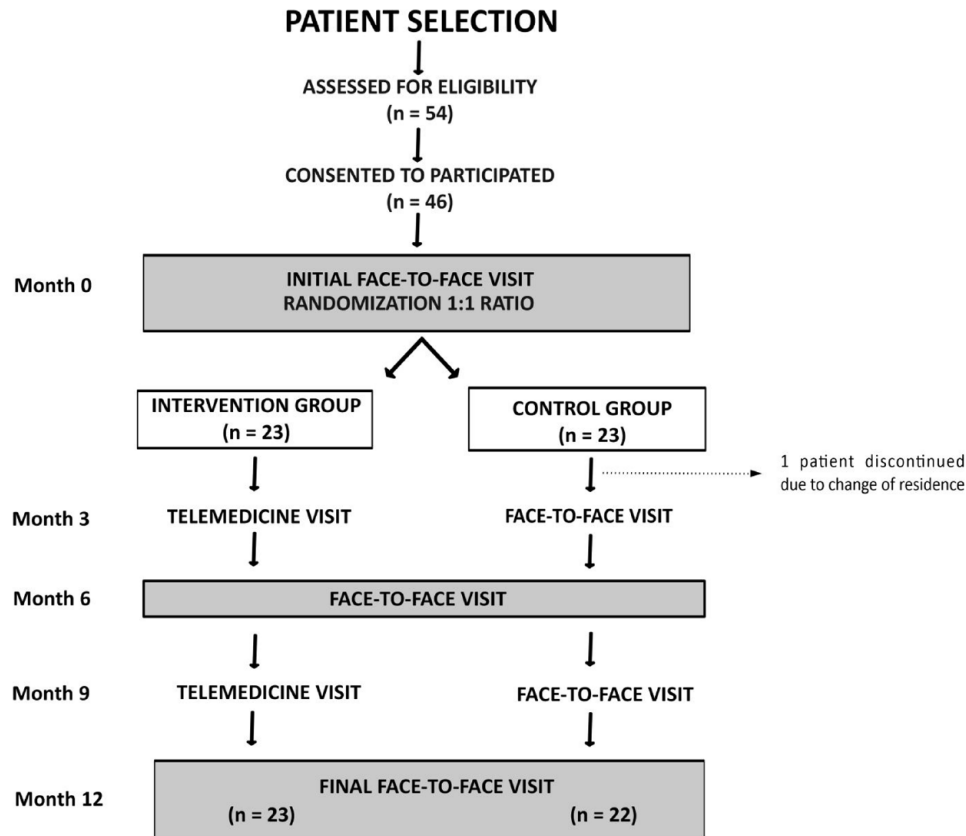 PATIENT SELECTION
ASSESSED FOR ELIGIBILITY
(n = 54)
CONSENTED TO PARTICIPATED
(n = 46)
Month 0
INITIAL FACE-TO-FACE VISIT
RANDOMIZATION 1:1 RATIO
INTERVENTION GROUP
(n = 23)
CONTROL GROUP
(n = 23)
1 patient discontinued
due to change of residence
Month 3
TELEMEDICINE VISIT
FACE-TO-FACE VISIT
Month 6
FACE-TO-FACE VISIT
Month 9
TELEMEDICINE VISIT
FACE-TO-FACE VISIT
Month 12
FINAL FACE-TO-FACE VISIT
(n = 23)
(n = 22)